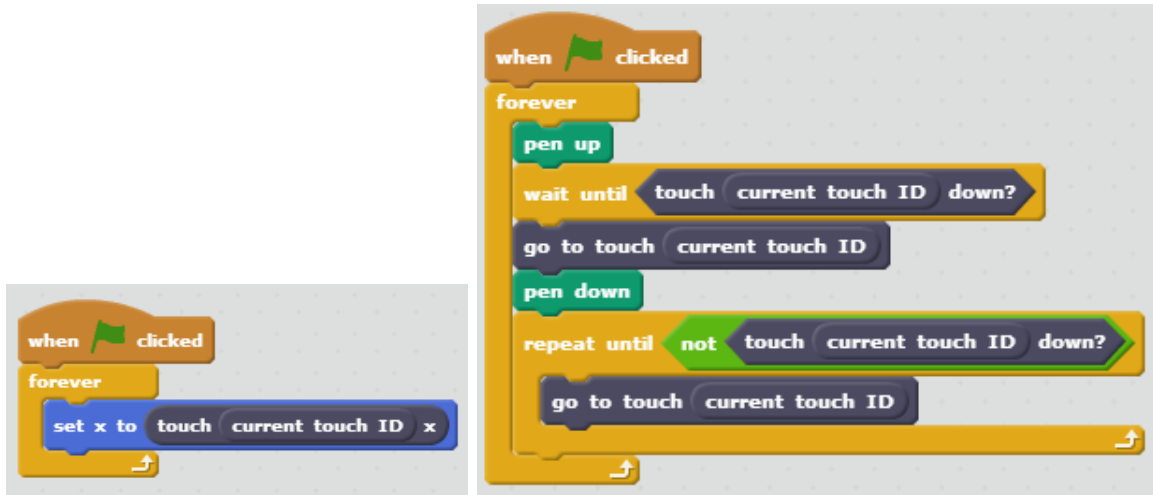 when clicked
forever
set x to touch current touch ID x
when clicked
forever
pen up
wait until touch current touch ID down?
go to touch current touch ID
pen down
repeat until not touch current touch ID down?
go to touch current touch ID